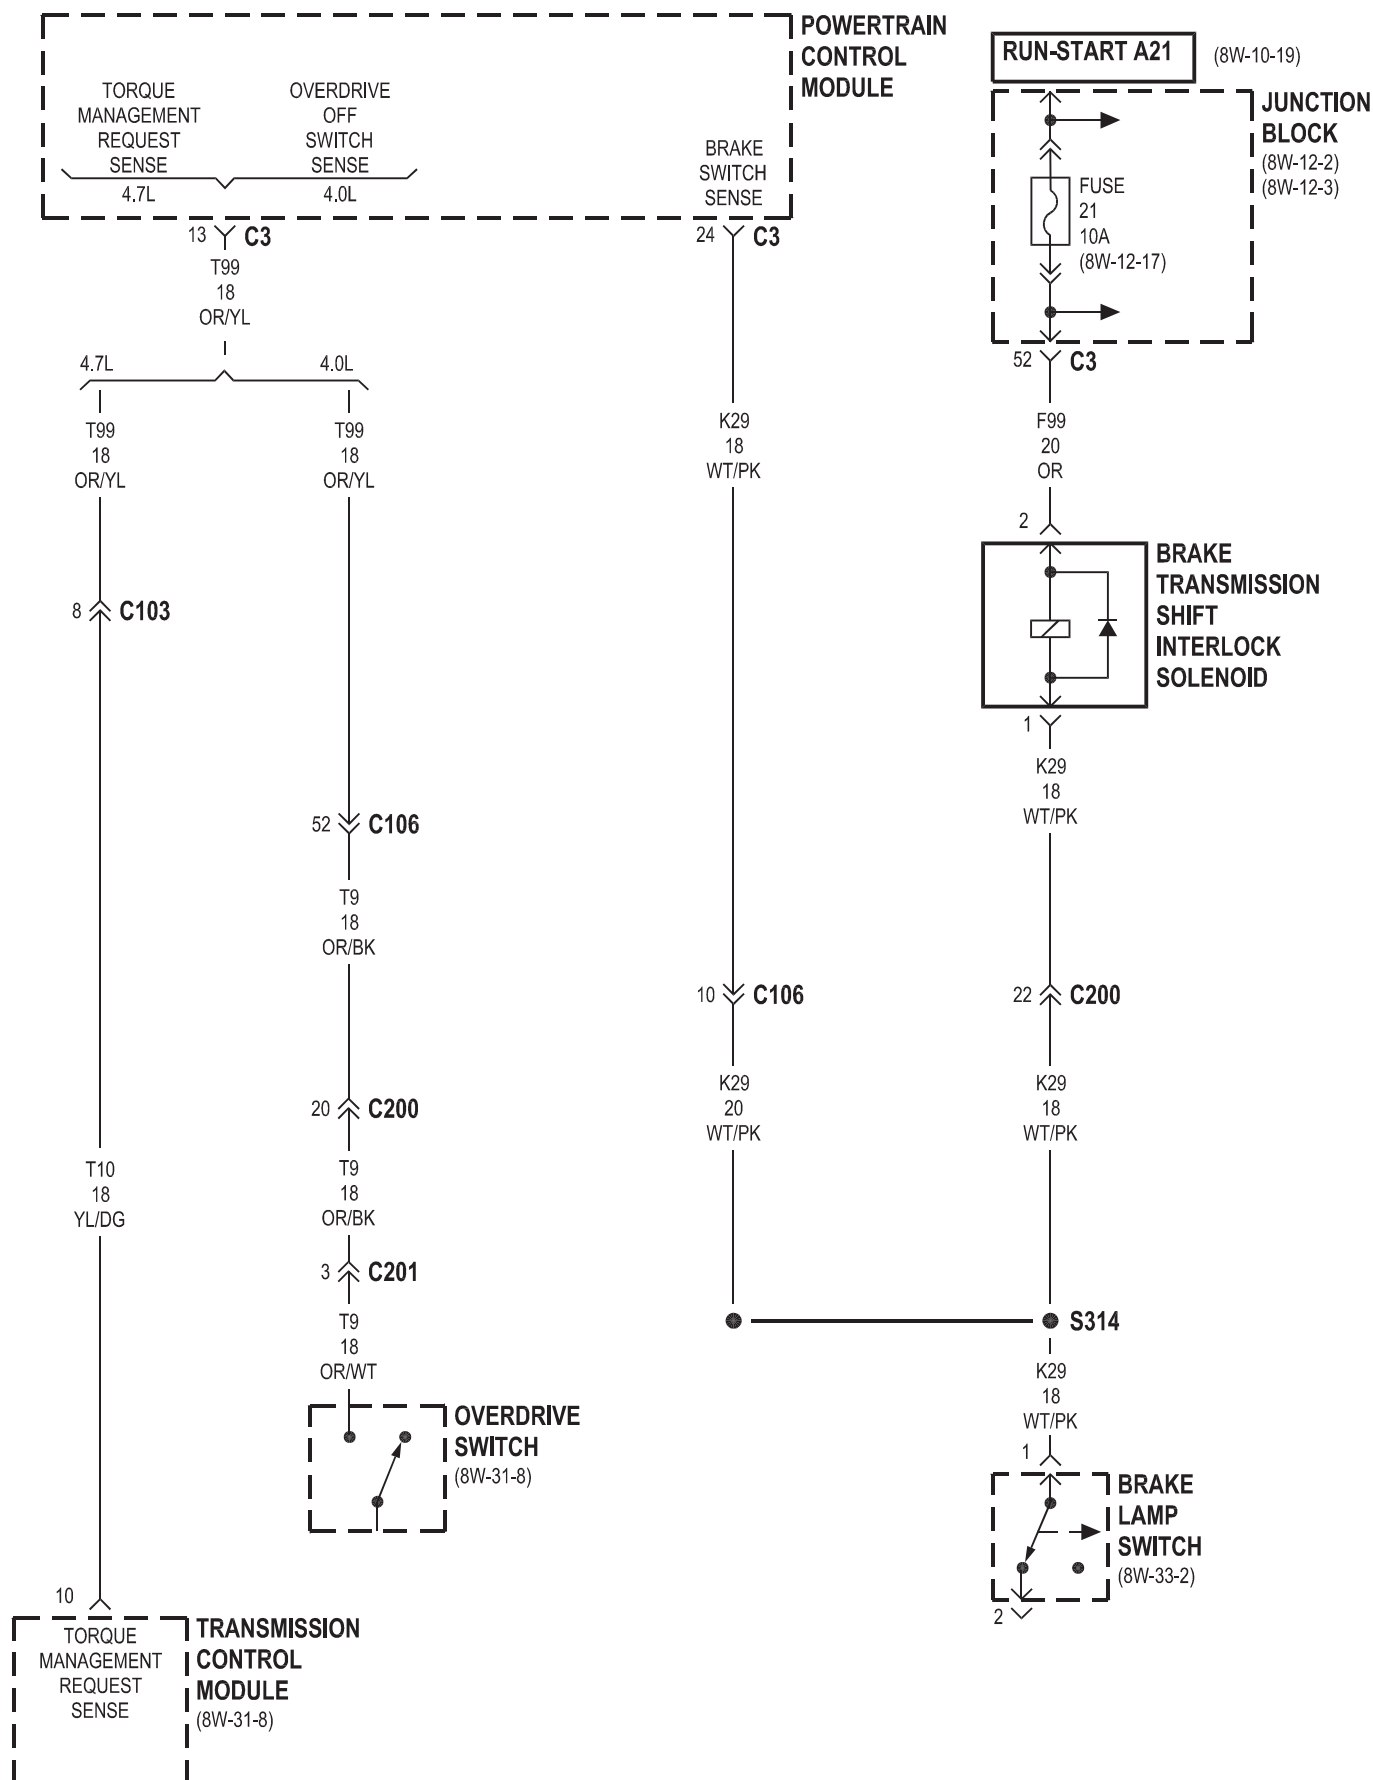 POWERTRAIN
CONTROL
MODULE
TORQUE
MANAGEMENT
REQUEST
SENSE
4.7L
OVERDRIVE
OFF
SWITCH
SENSE
4.0L
BRAKE
SWITCH
SENSE
13 C3
T99
18
OR/YL
4.7L
4.0L
T99
18
OR/YL
8 C103
T10
18
YL/DG
10
TORQUE
MANAGEMENT
REQUEST
SENSE
TRANSMISSION
CONTROL
MODULE
(8W-31-8)
T99
18
OR/YL
52 C106
T9
18
OR/BK
20 C200
T9
18
OR/BK
3 C201
T9
18
OR/WT
OVERDRIVE
SWITCH
(8W-31-8)
24 C3
K29
18
WT/PK
10 C106
K29
20
WT/PK
RUN-START A21
(8W-10-19)
JUNCTION
BLOCK
(8W-12-2)
(8W-12-3)
FUSE
21
10A
(8W-12-17)
52 C3
F99
20
OR
2
BRAKE
TRANSMISSION
SHIFT
INTERLOCK
SOLENOID
1
K29
18
WT/PK
22 C200
K29
18
WT/PK
S314
K29
18
WT/PK
1
BRAKE
LAMP
SWITCH
(8W-33-2)
2